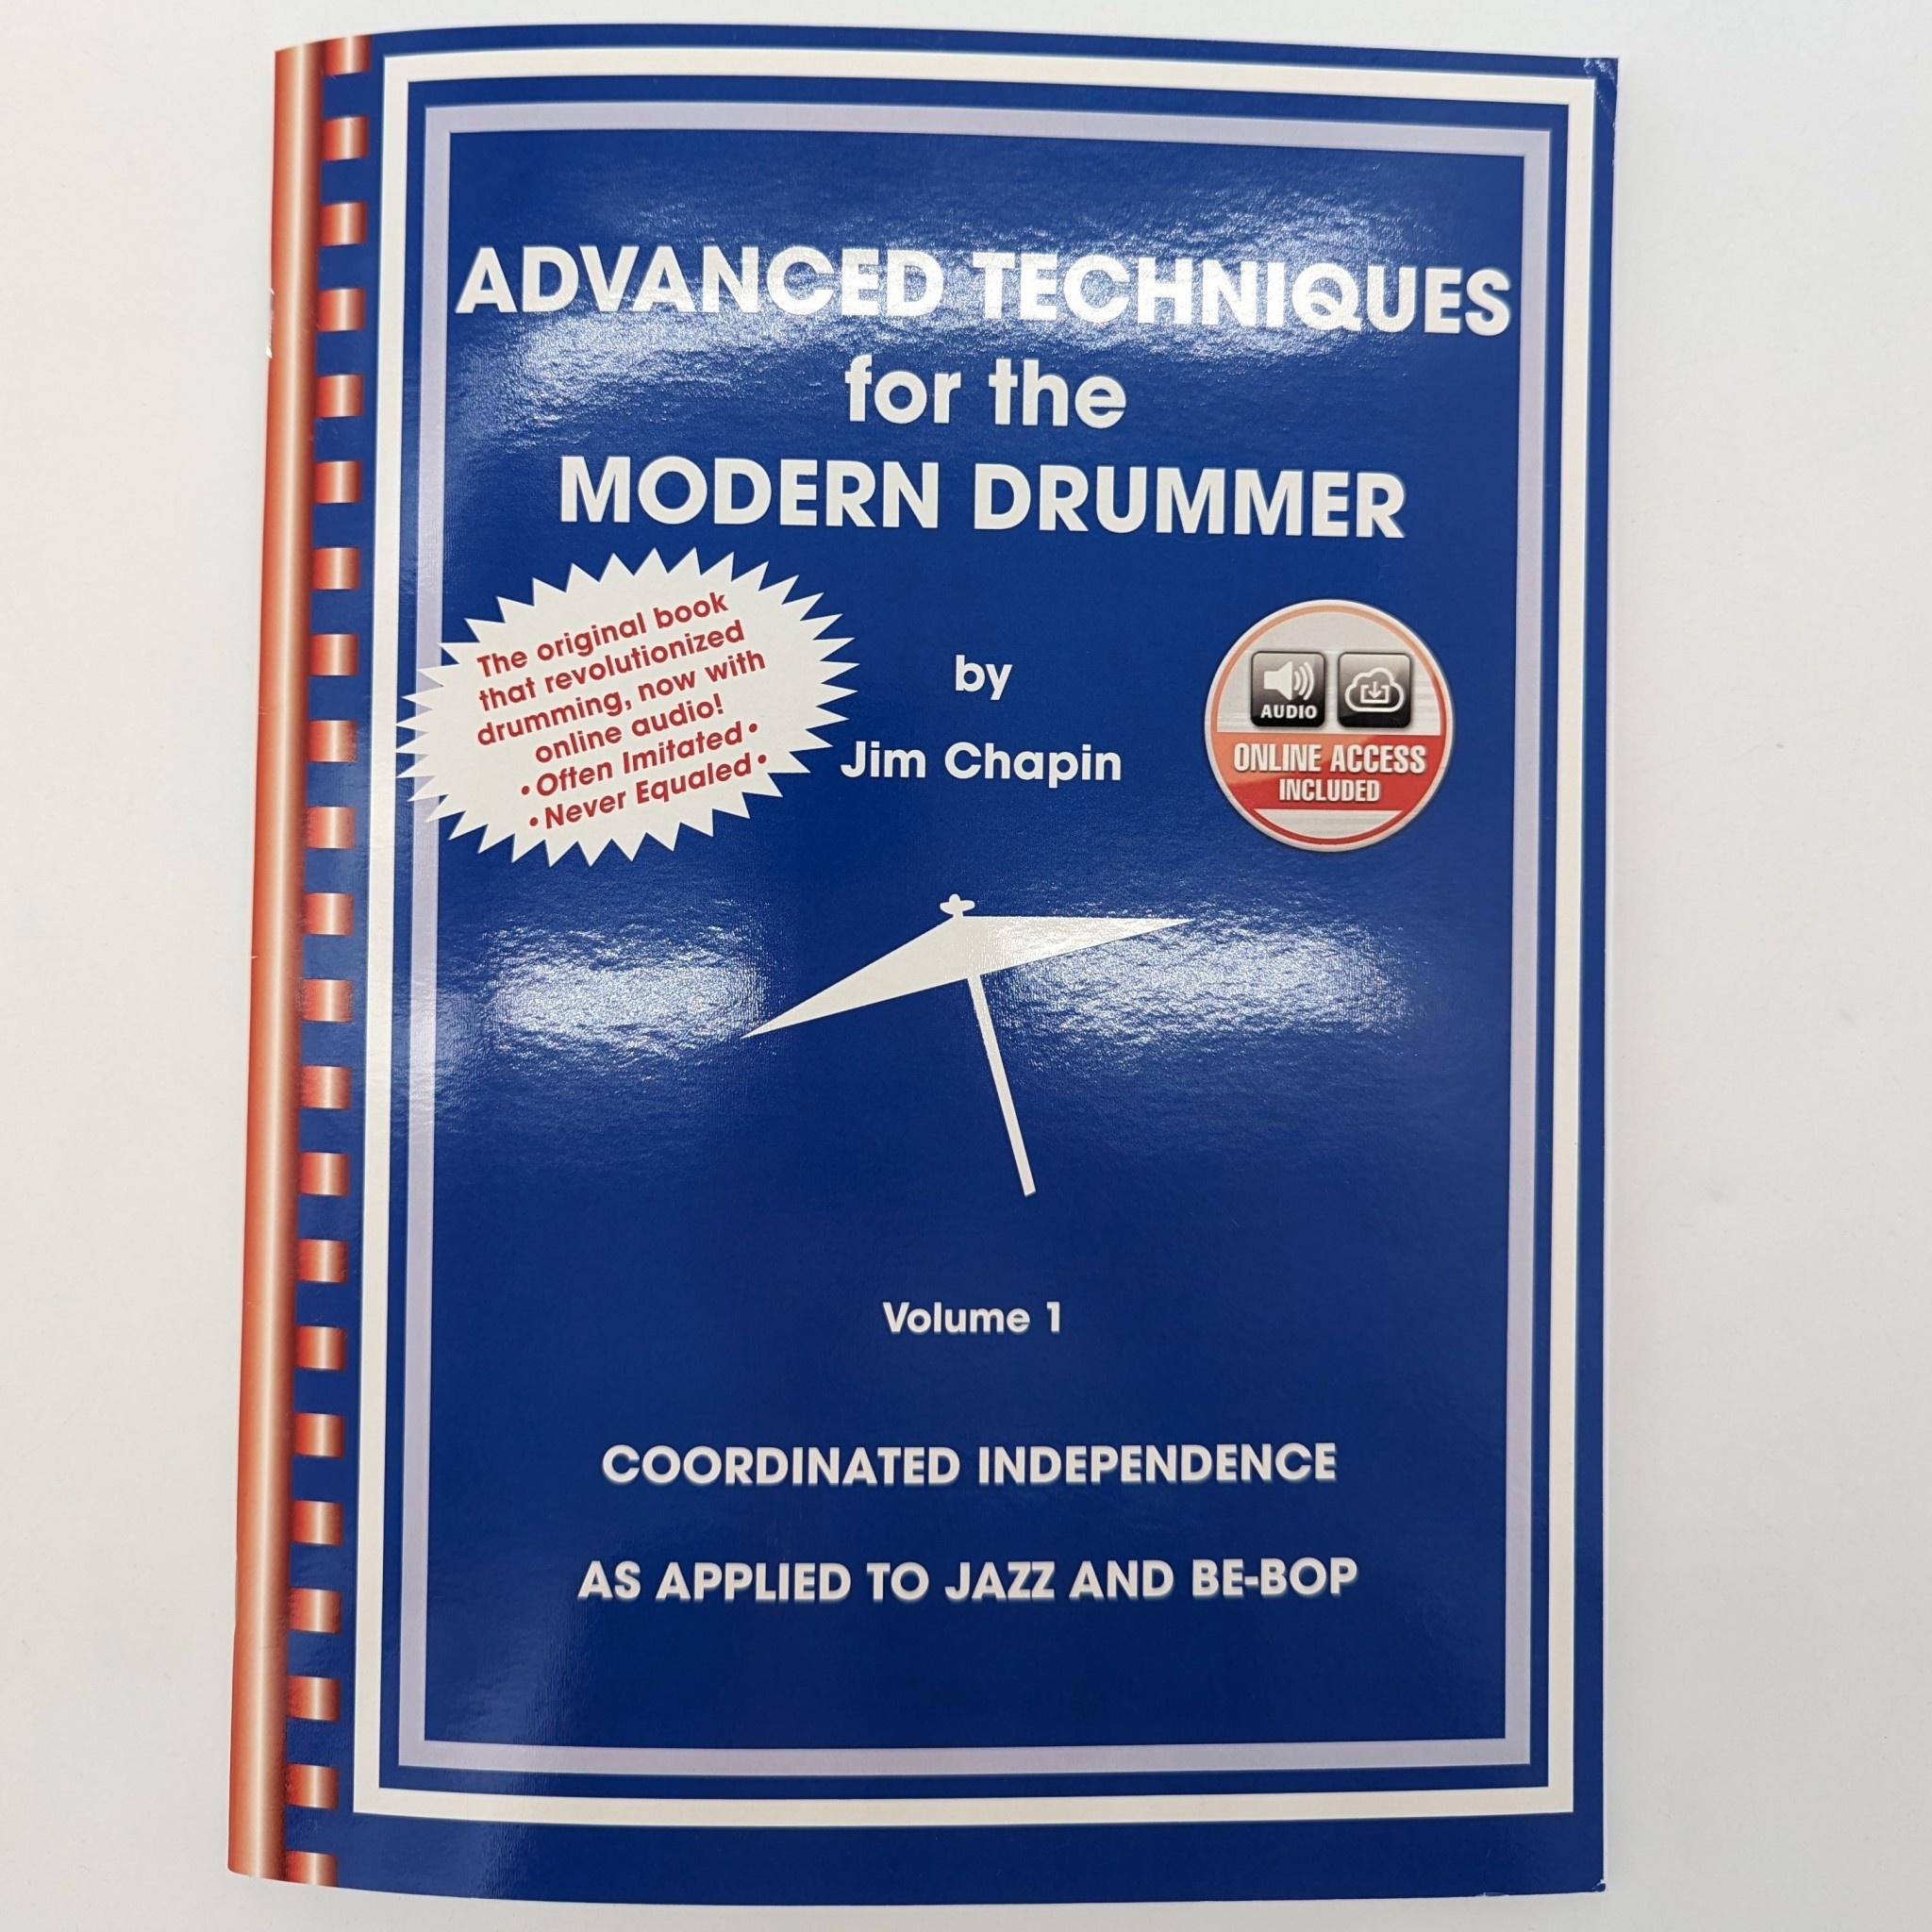 ADVANCED TECHNIQUES
for the
MODERN DRUMMER
The original book
that revolutionized
drumming, now with
online audio!
• Often Imitated •
• Never Equaled •
by
Jim Chapin
AUDIO
ONLINE ACCESS
INCLUDED
Volume 1
COORDINATED INDEPENDENCE
AS APPLIED TO JAZZ AND BE-BOP